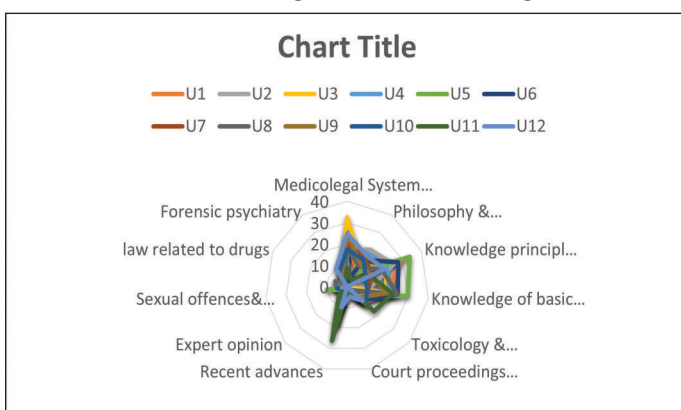 Chart Title
U1 U2 U3 U4 U5 U6
U7 U8 U9 U10 U11 U12
Medicolegal System...
Philosophy &...
Knowledge principl...
Knowledge of basic...
Toxicology &...
Court proceedings...
Recent advances
Expert opinion
Sexual offences&...
law related to drugs
Forensic psychiatry
40
30
20
10
0